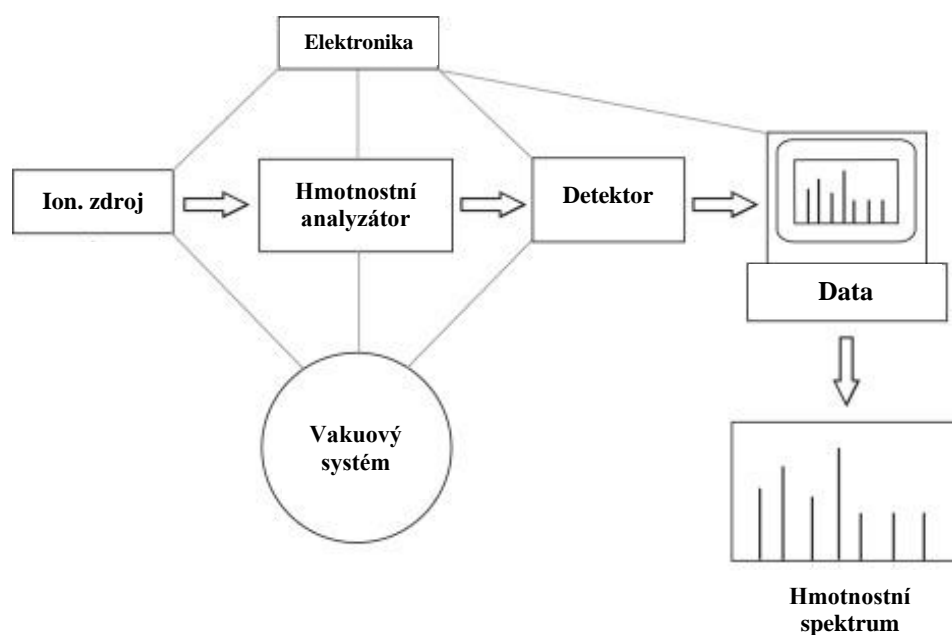 Elektronika
Ion. zdroj
Hmotnostní
analyzátor
Detektor
Data
Vakuový
systém
Hmotnostní
spektrum